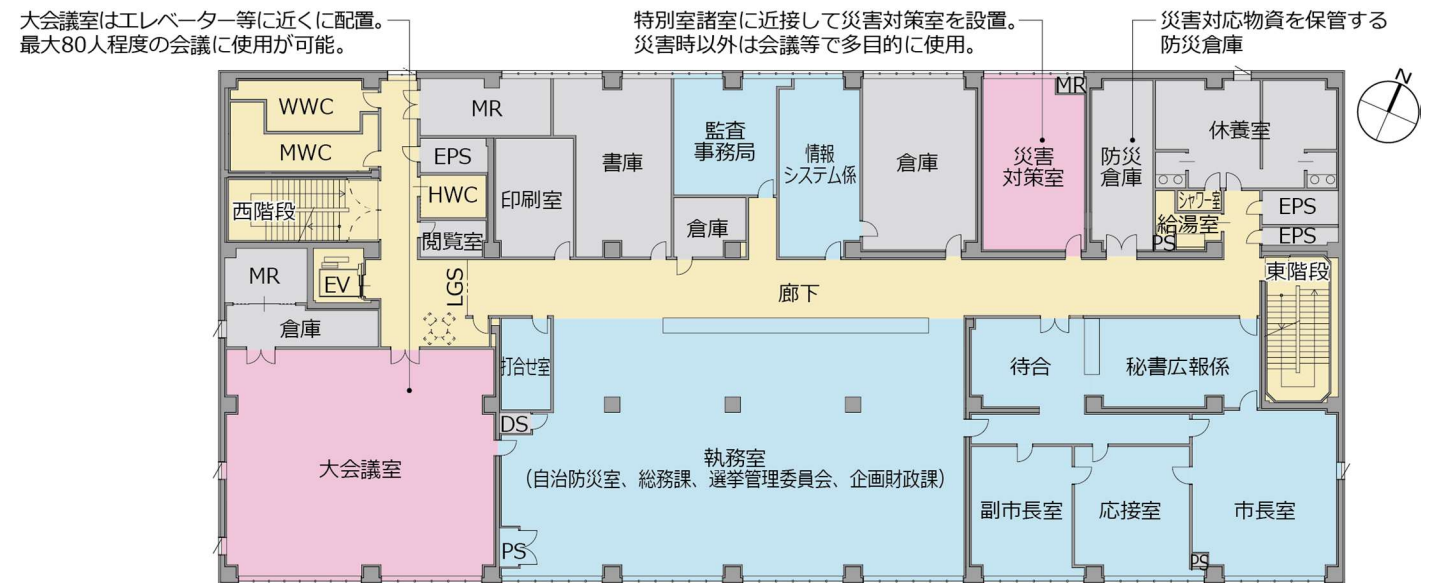 大会議室はエレベーター等に近くに配置。
最大80人程度の会議に使用が可能。
特別室諸室に近接して災害対策室を設置。
災害時以外は会議等で多目的に使用。
災害対応物資を保管する
防災倉庫
N
WWC
MWC
西階段
MR
EPS
HWC
閲覧室
印刷室
書庫
監査
事務局
倉庫
情報
システム係
倉庫
災害
対策室
MR
防災
倉庫
休養室
シャワー室
給湯室
PS
EPS
EPS
東階段
MR
EV
倉庫
LGS
廊下
打合せ室
DS
大会議室
執務室
（自治防災室、総務課、選挙管理委員会、企画財政課）
PS
待合
秘書広報係
副市長室
応接室
市長室
PS